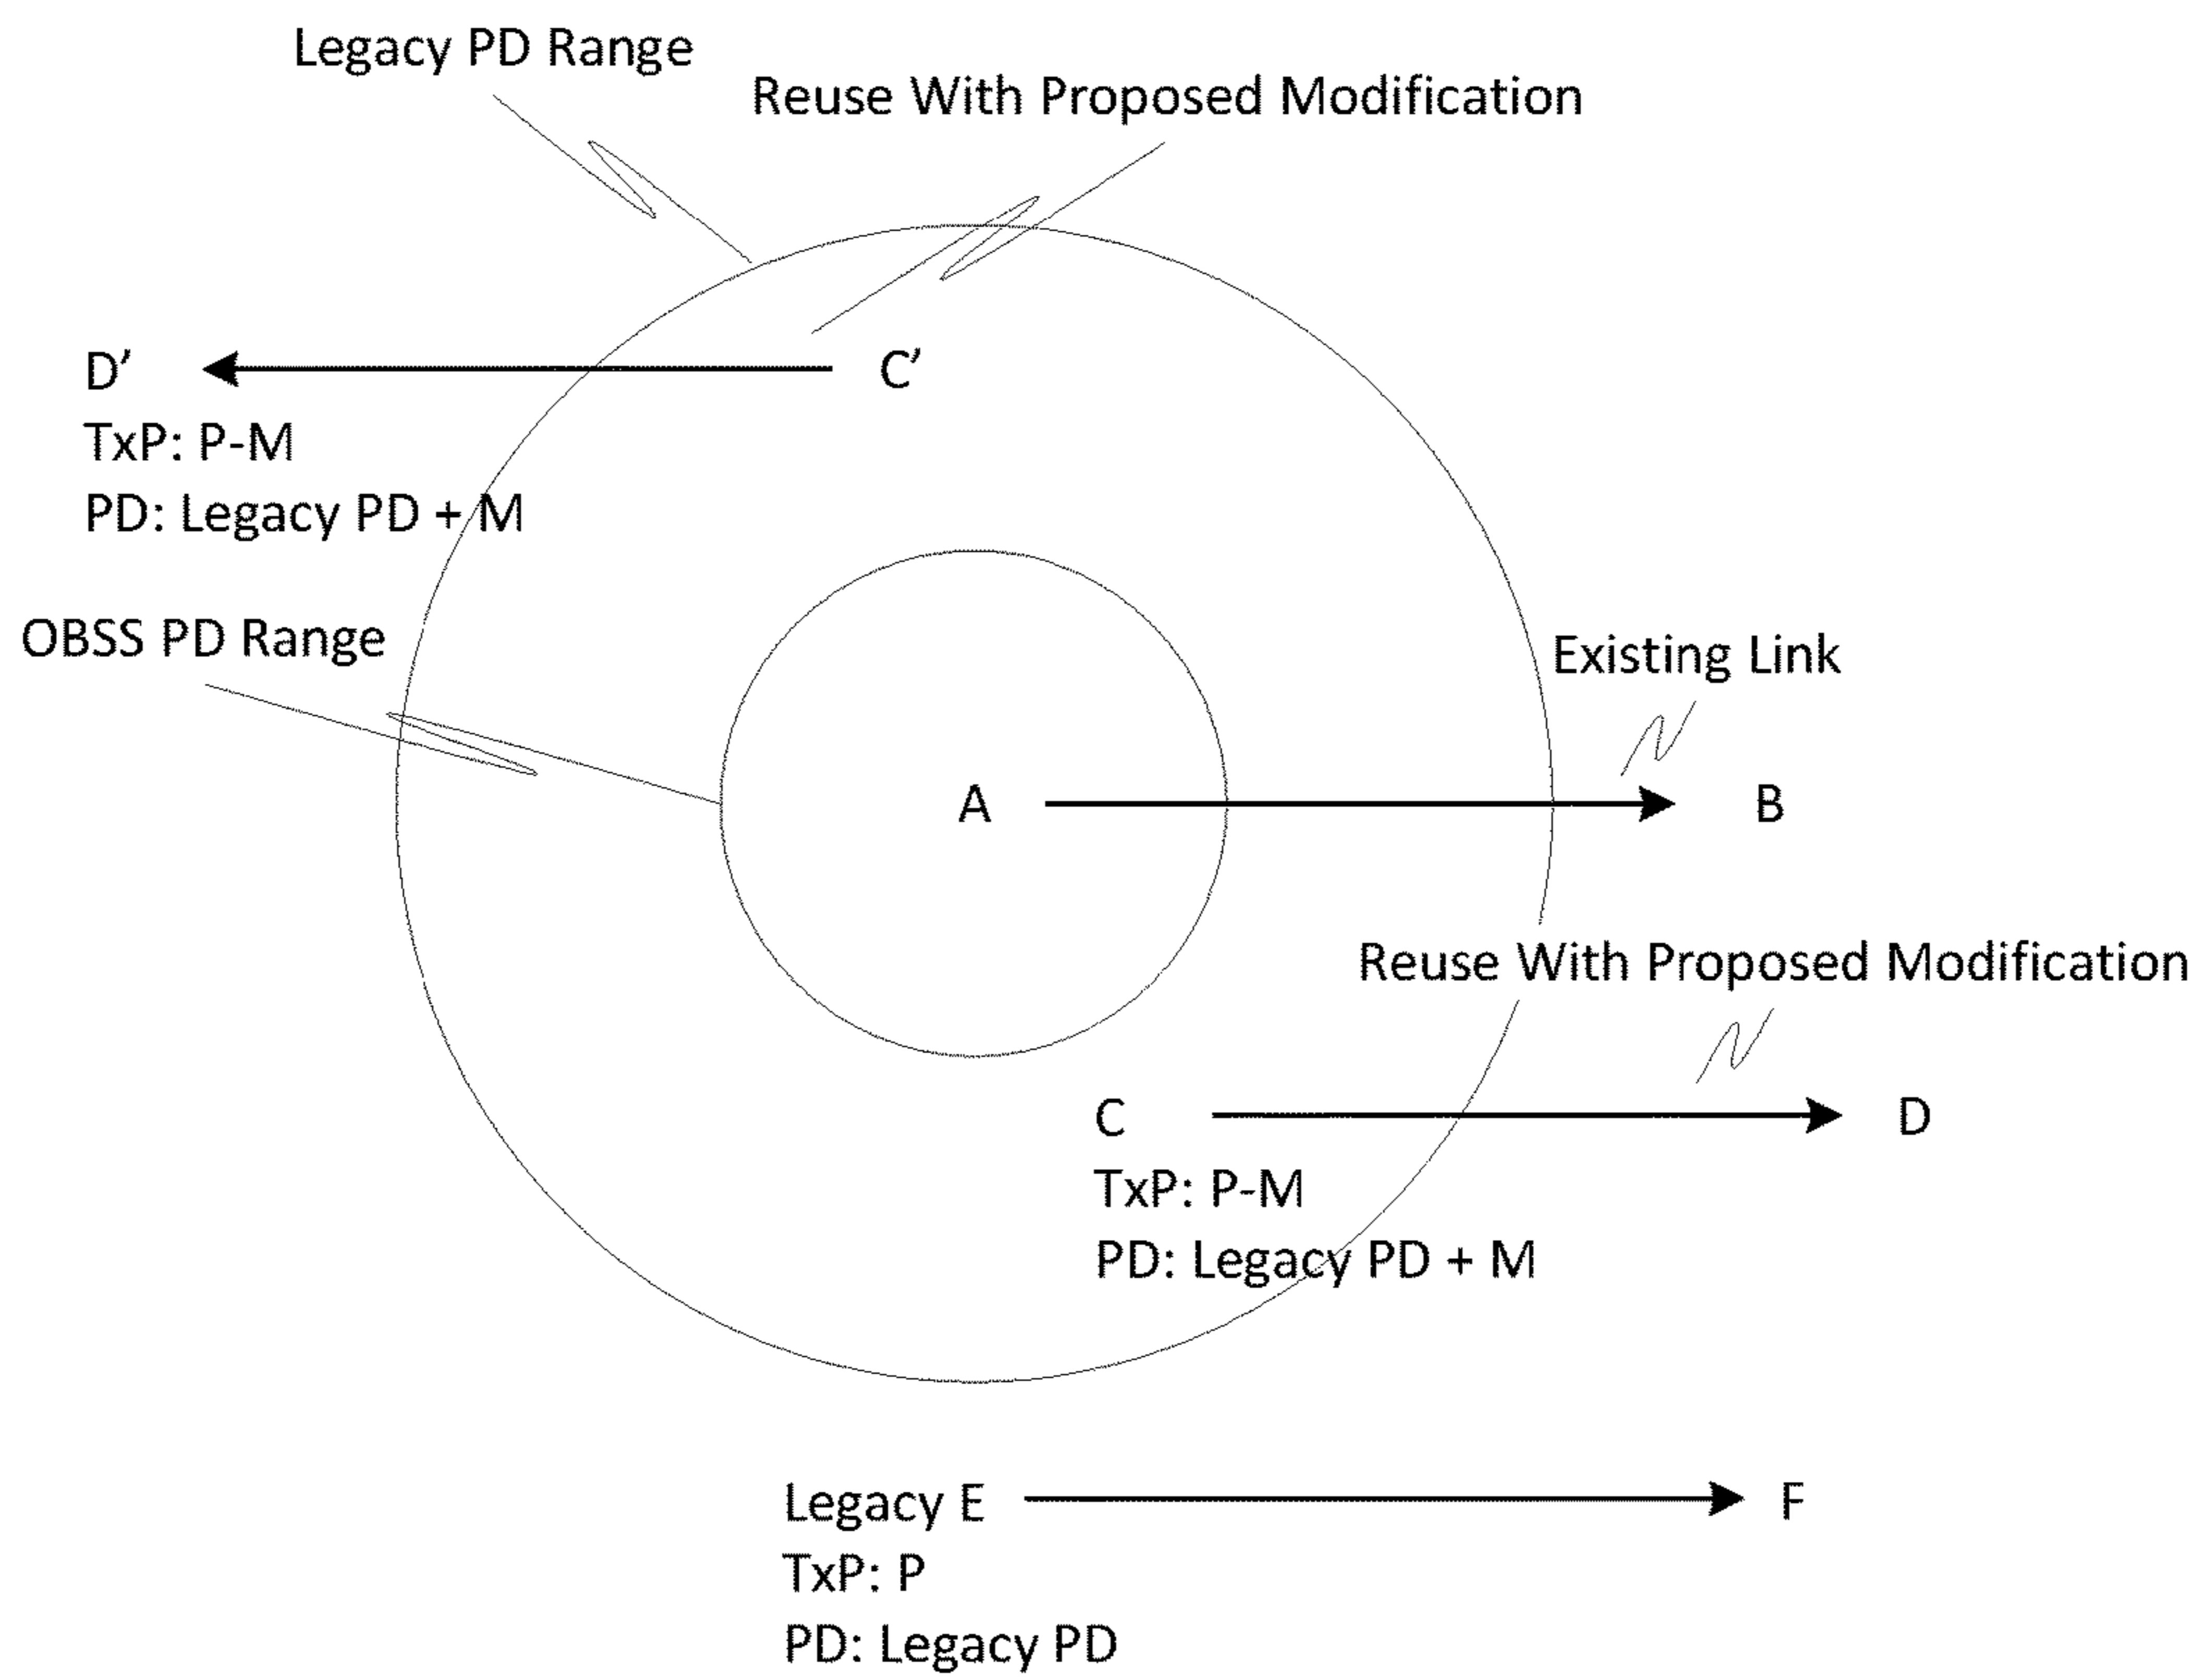 Legacy PD Range
Reuse With Proposed Modification
D’
C’
TxP: P-M
PD: Legacy PD + M
OBSS PD Range
Existing Link
A
B
Reuse With Proposed Modification
C
D
TxP: P-M
PD: Legacy PD + M
Legacy E
F
TxP: P
PD: Legacy PD